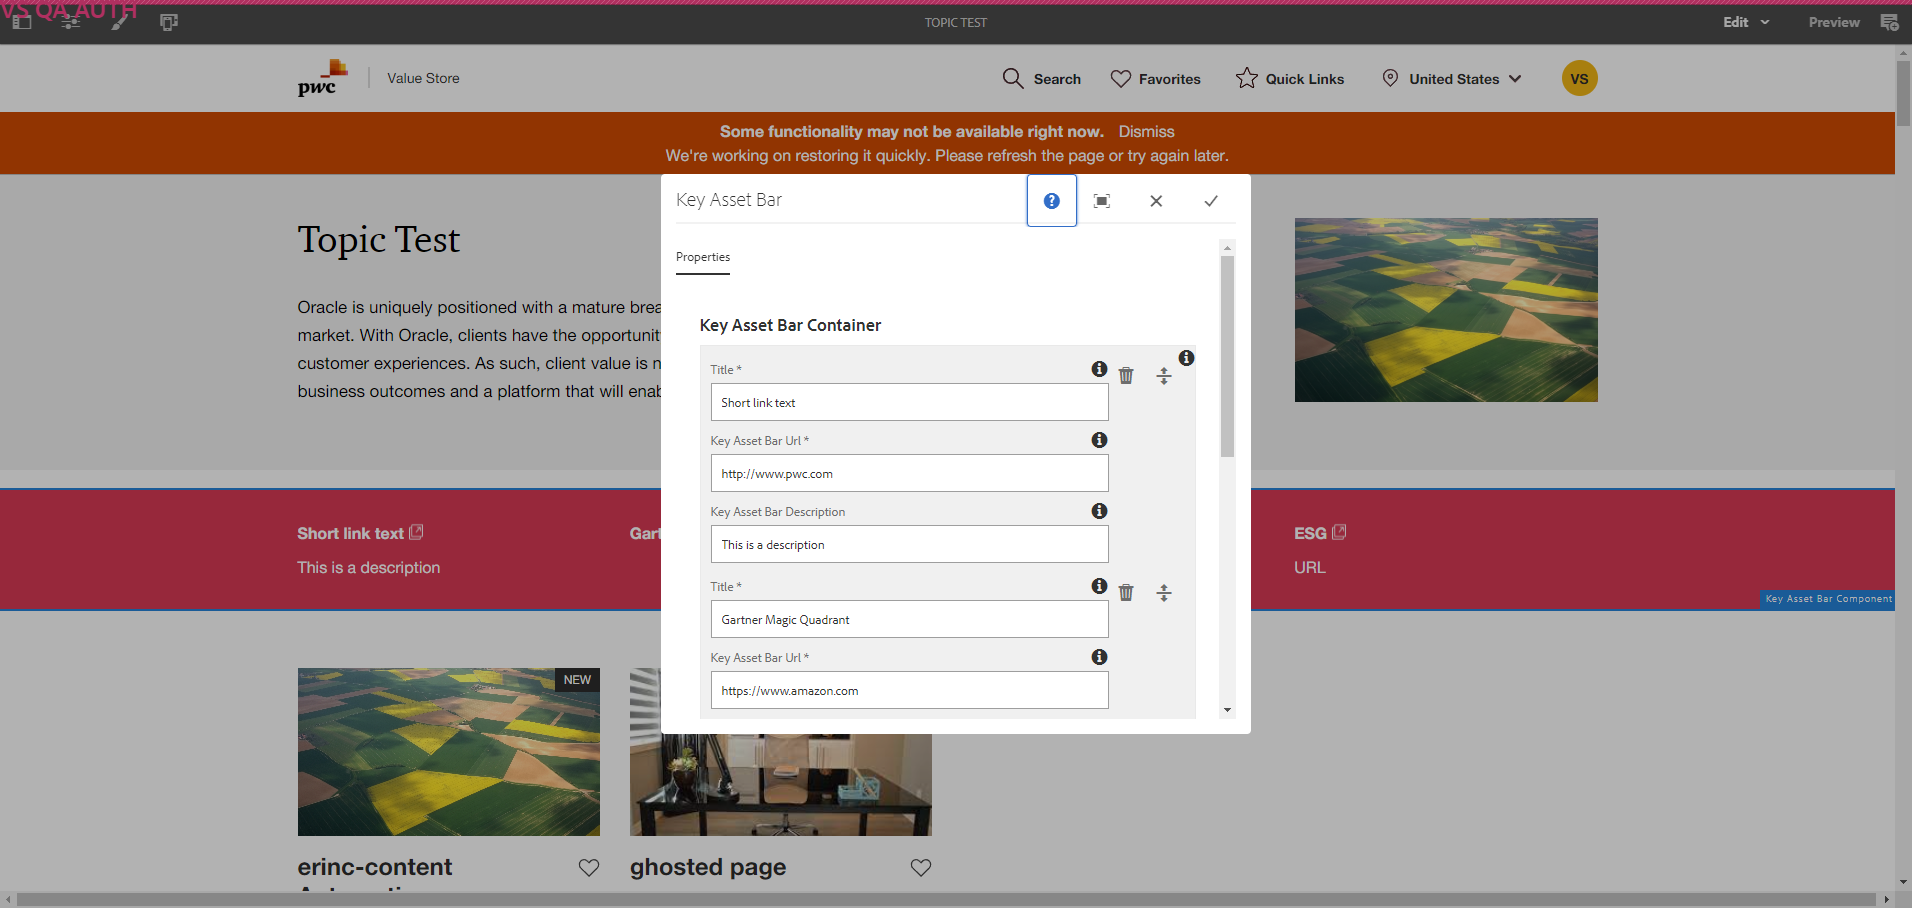 VS QA AUTH
TOPIC TEST
Edit
Preview
pwc
Value Store
Search
Favorites
Quick Links
United States
VS
Some functionality may not be available right now. Dismiss
We're working on restoring it quickly. Please refresh the page or try again later.
Key Asset Bar
?
Properties
Key Asset Bar Container
Title *
Short link text
Key Asset Bar Url *
http://www.pwc.com
Key Asset Bar Description
This is a description
Title *
Gartner Magic Quadrant
Key Asset Bar Url *
https://www.amazon.com
Topic Test
Oracle is uniquely positioned with a mature brea
market. With Oracle, clients have the opportunit
customer experiences. As such, client value is n
business outcomes and a platform that will enab
Short link text
This is a description
Gart
ESG
URL
Key Asset Bar Component
NEW
erinc-content
ghosted page